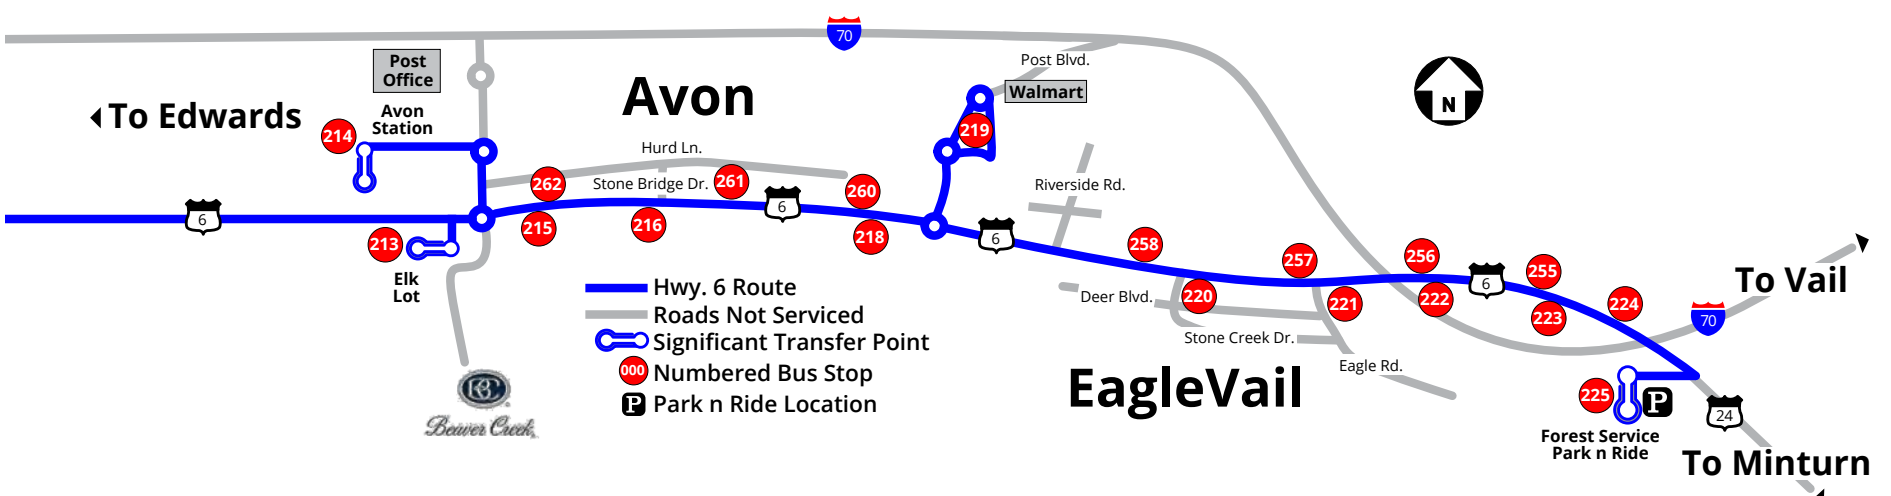 70
Post
Office
Post Blvd.
Walmart
Avon
To Edwards
Avon
Station
214
219
N
Hurd Ln.
262
Stone Bridge Dr.
261
260
Riverside Rd.
6
6
215
216
218
6
213
Elk
Lot
258
257
256
255
6
To Vail
Deer Blvd.
220
221
222
223
224
70
Stone Creek Dr.
Eagle Rd.
Hwy. 6 Route
Roads Not Serviced
Significant Transfer Point
000 Numbered Bus Stop
P Park n Ride Location
BC
Beaver Creek
EagleVail
225
P
24
Forest Service
Park n Ride
To Minturn